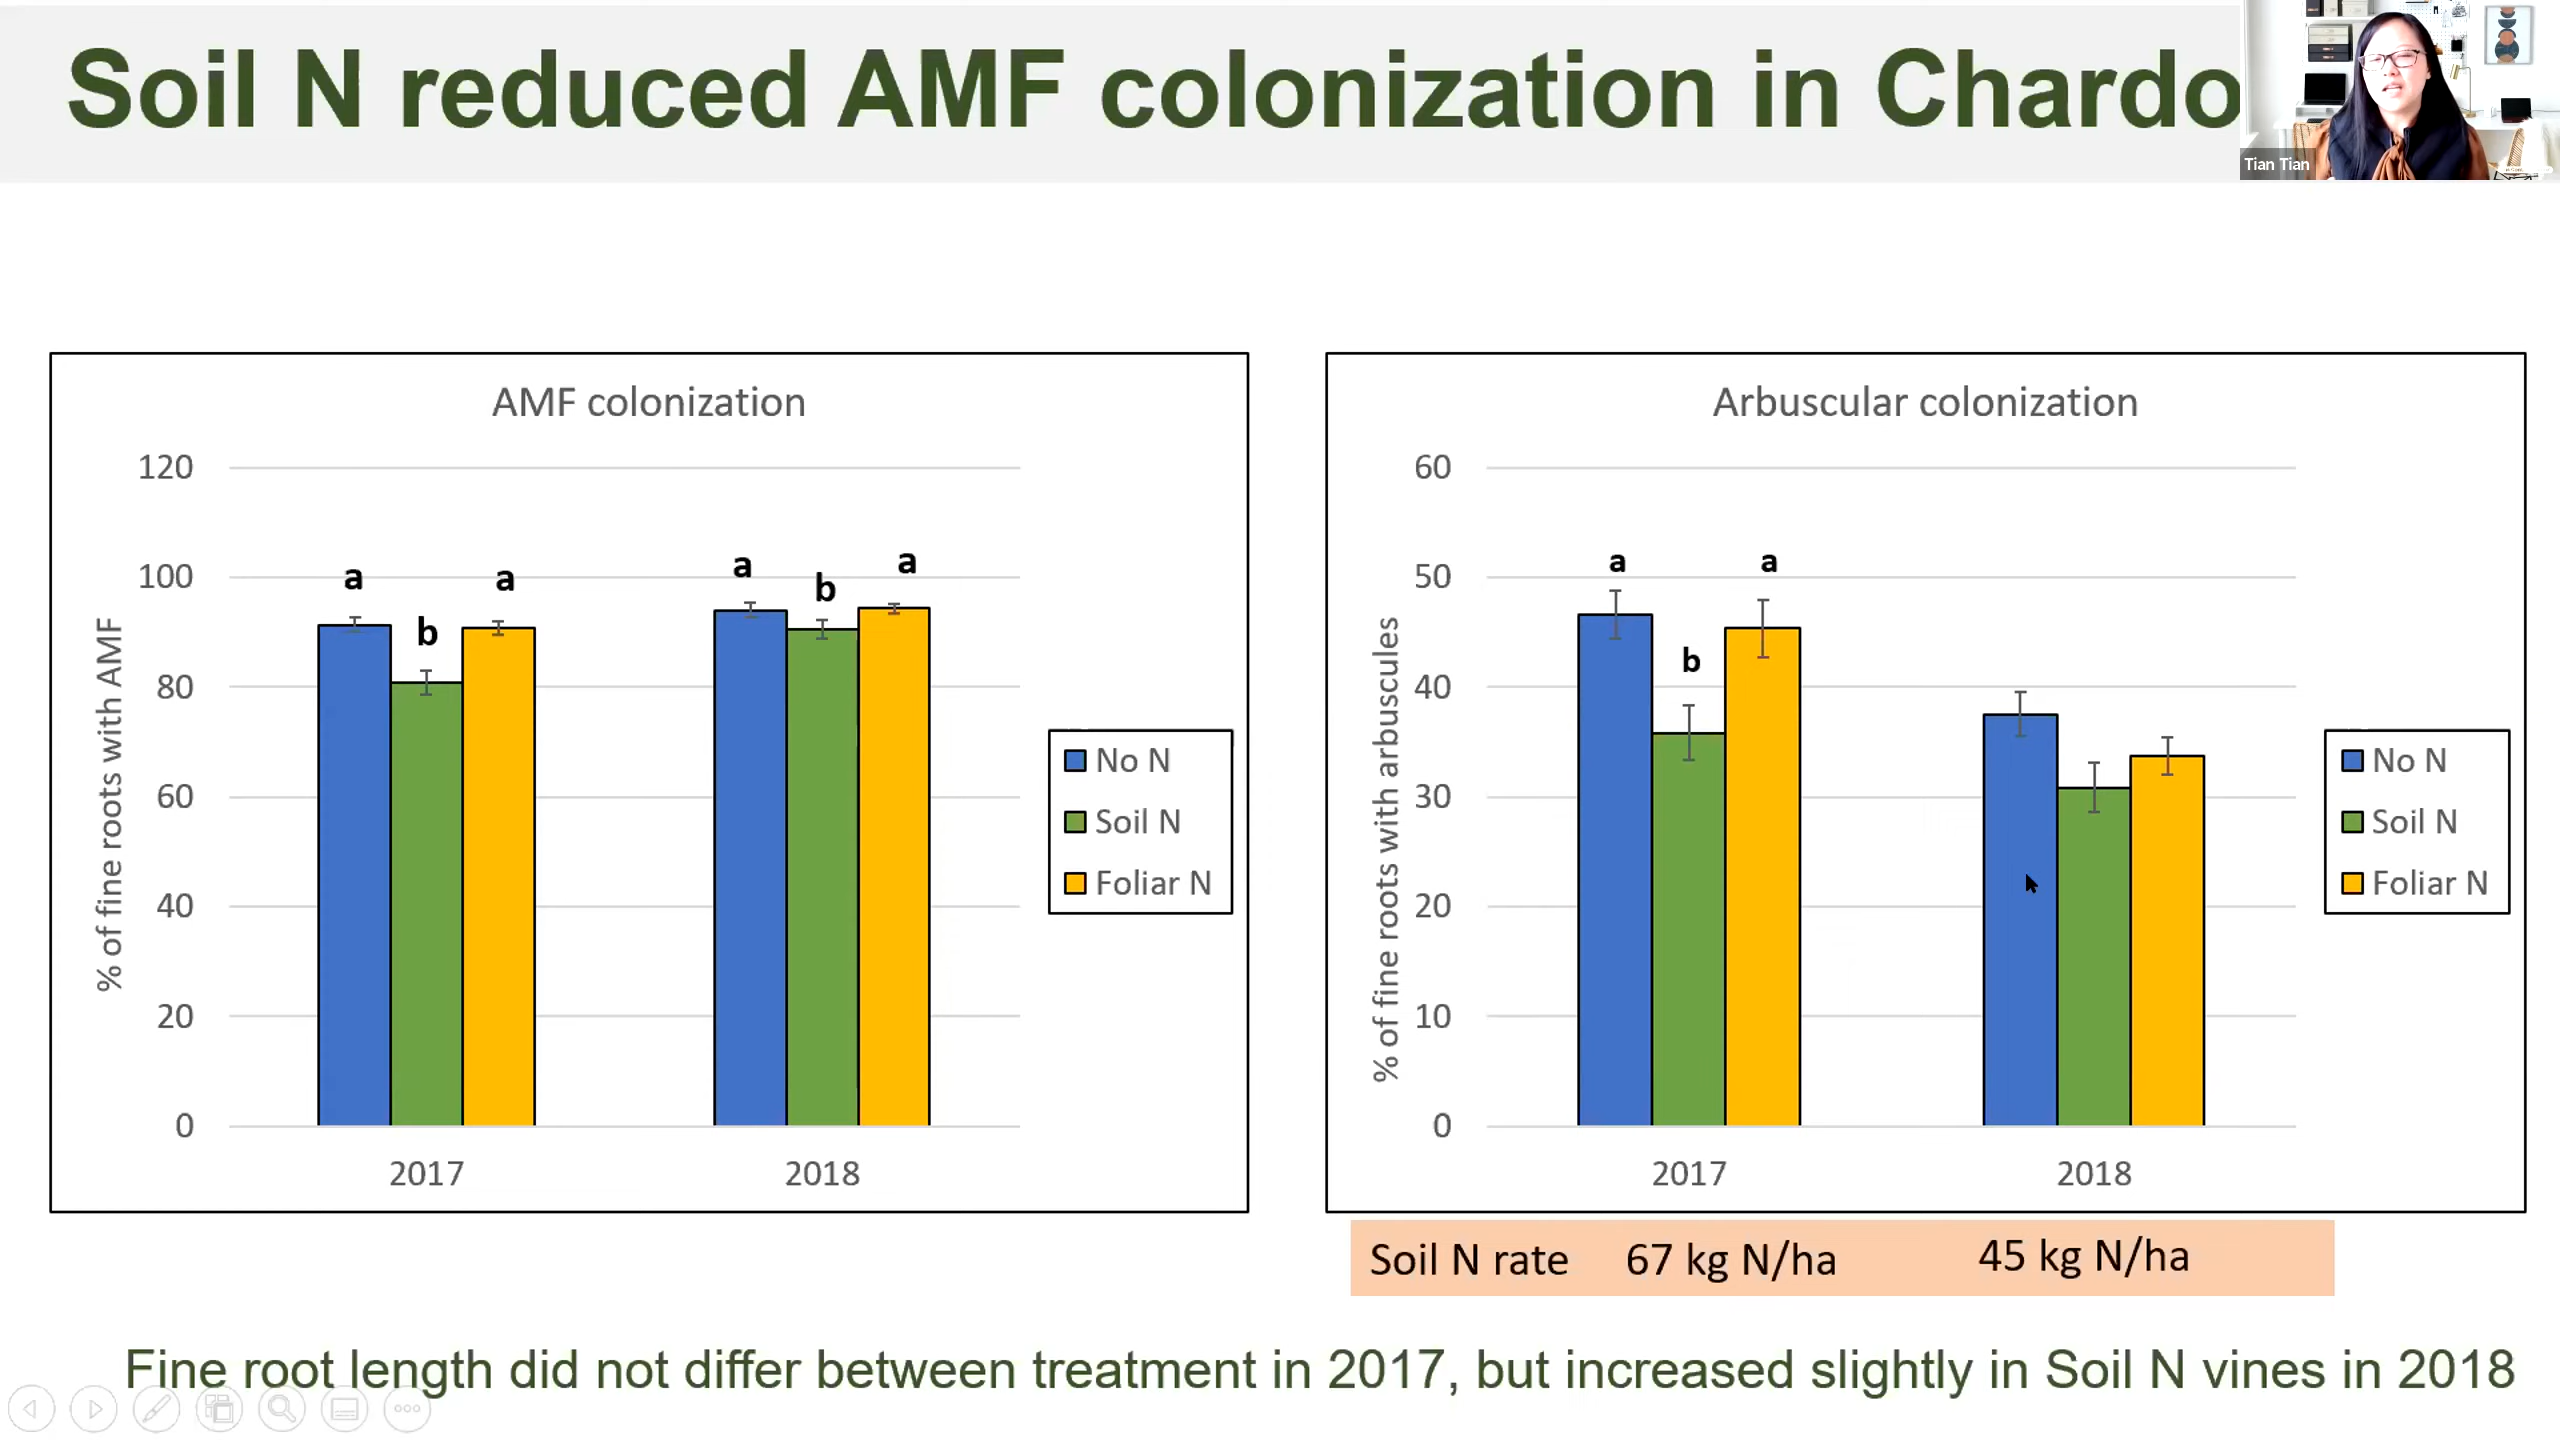 Soil N reduced AMF colonization in Chardo
Tian Tian
AMF colonization
% of fine roots with AMF
120
100
80
60
40
20
0
a
b
a
a
b
a
2017
2018
No N
Soil N
Foliar N
Arbuscular colonization
% of fine roots with arbuscules
60
50
40
30
20
10
0
a
b
a
2017
2018
No N
Soil N
Foliar N
Soil N rate 67 kg N/ha 45 kg N/ha
Fine root length did not differ between treatment in 2017, but increased slightly in Soil N vines in 2018